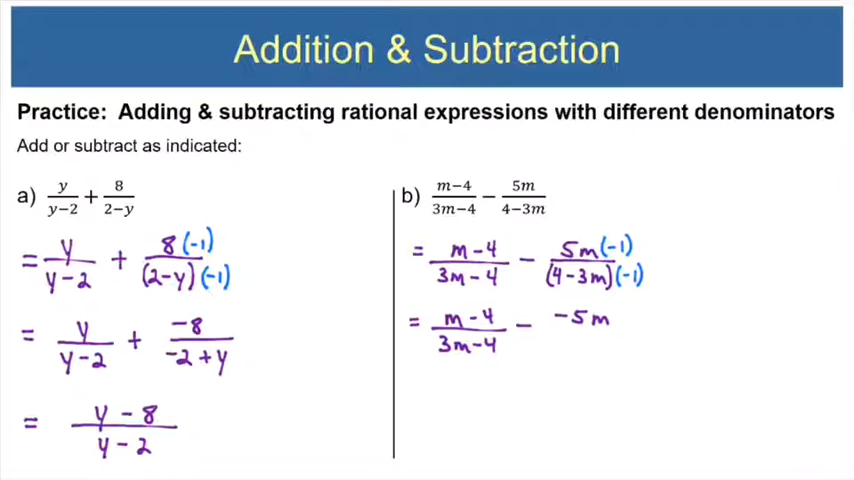 Addition & Subtraction
Practice: Adding & subtracting rational expressions with different denominators
Add or subtract as indicated:
a) y/(y−2) + 8/(2−y)
= y/(y-2) + 8(-1)/((2-y)(-1))
= y/(y-2) + -8/(-2+y)
= (y-8)/(y-2)
b) (m−4)/(3m−4) − 5m/(4−3m)
= (m-4)/(3m-4) - 5m(-1)/((4-3m)(-1))
= (m-4)/(3m-4) - -5m